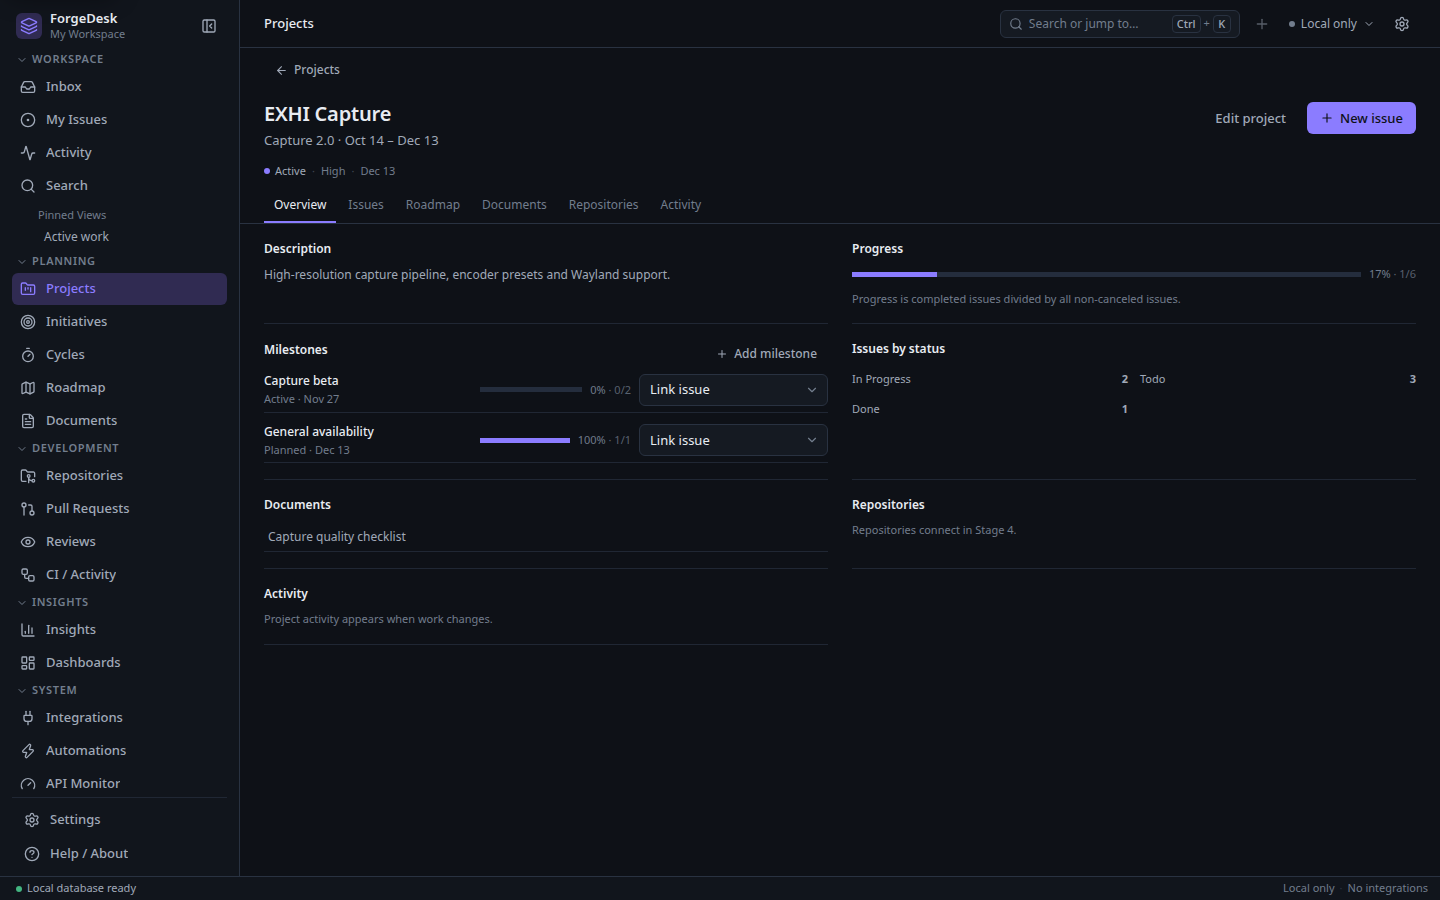 ForgeDesk
My Workspace
WORKSPACE
Inbox
My Issues
Activity
Search
Pinned Views
Active work
PLANNING
Projects
Initiatives
Cycles
Roadmap
Documents
DEVELOPMENT
Repositories
Pull Requests
Reviews
CI / Activity
INSIGHTS
Insights
Dashboards
SYSTEM
Integrations
Automations
API Monitor
Settings
Help / About
Projects
Search or jump to... Ctrl + K
Local only
Projects
EXHI Capture
Capture 2.0 · Oct 14 – Dec 13
Edit project
New issue
Active · High · Dec 13
Overview Issues Roadmap Documents Repositories Activity
Description
High-resolution capture pipeline, encoder presets and Wayland support.
Progress
17% · 1/6
Progress is completed issues divided by all non-canceled issues.
Milestones
Add milestone
Capture beta
Active · Nov 27
0% · 0/2
Link issue
General availability
Planned · Dec 13
100% · 1/1
Link issue
Issues by status
In Progress 2
Todo 3
Done 1
Documents
Capture quality checklist
Repositories
Repositories connect in Stage 4.
Activity
Project activity appears when work changes.
Local database ready
Local only · No integrations